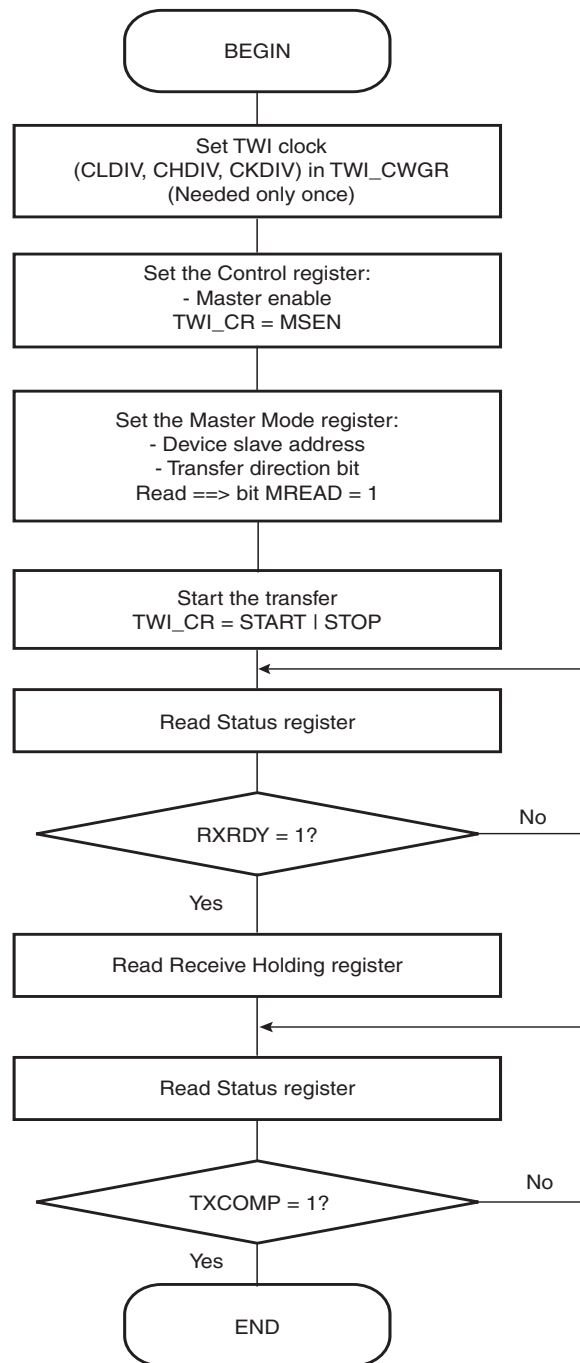 BEGIN
Set TWI clock
(CLDIV, CHDIV, CKDIV) in TWI_CWGR
(Needed only once)
Set the Control register:
- Master enable
TWI_CR = MSEN
Set the Master Mode register:
- Device slave address
- Transfer direction bit
Read ==> bit MREAD = 1
Start the transfer
TWI_CR = START | STOP
Read Status register
RXRDY = 1?
No
Yes
Read Receive Holding register
Read Status register
TXCOMP = 1?
No
Yes
END